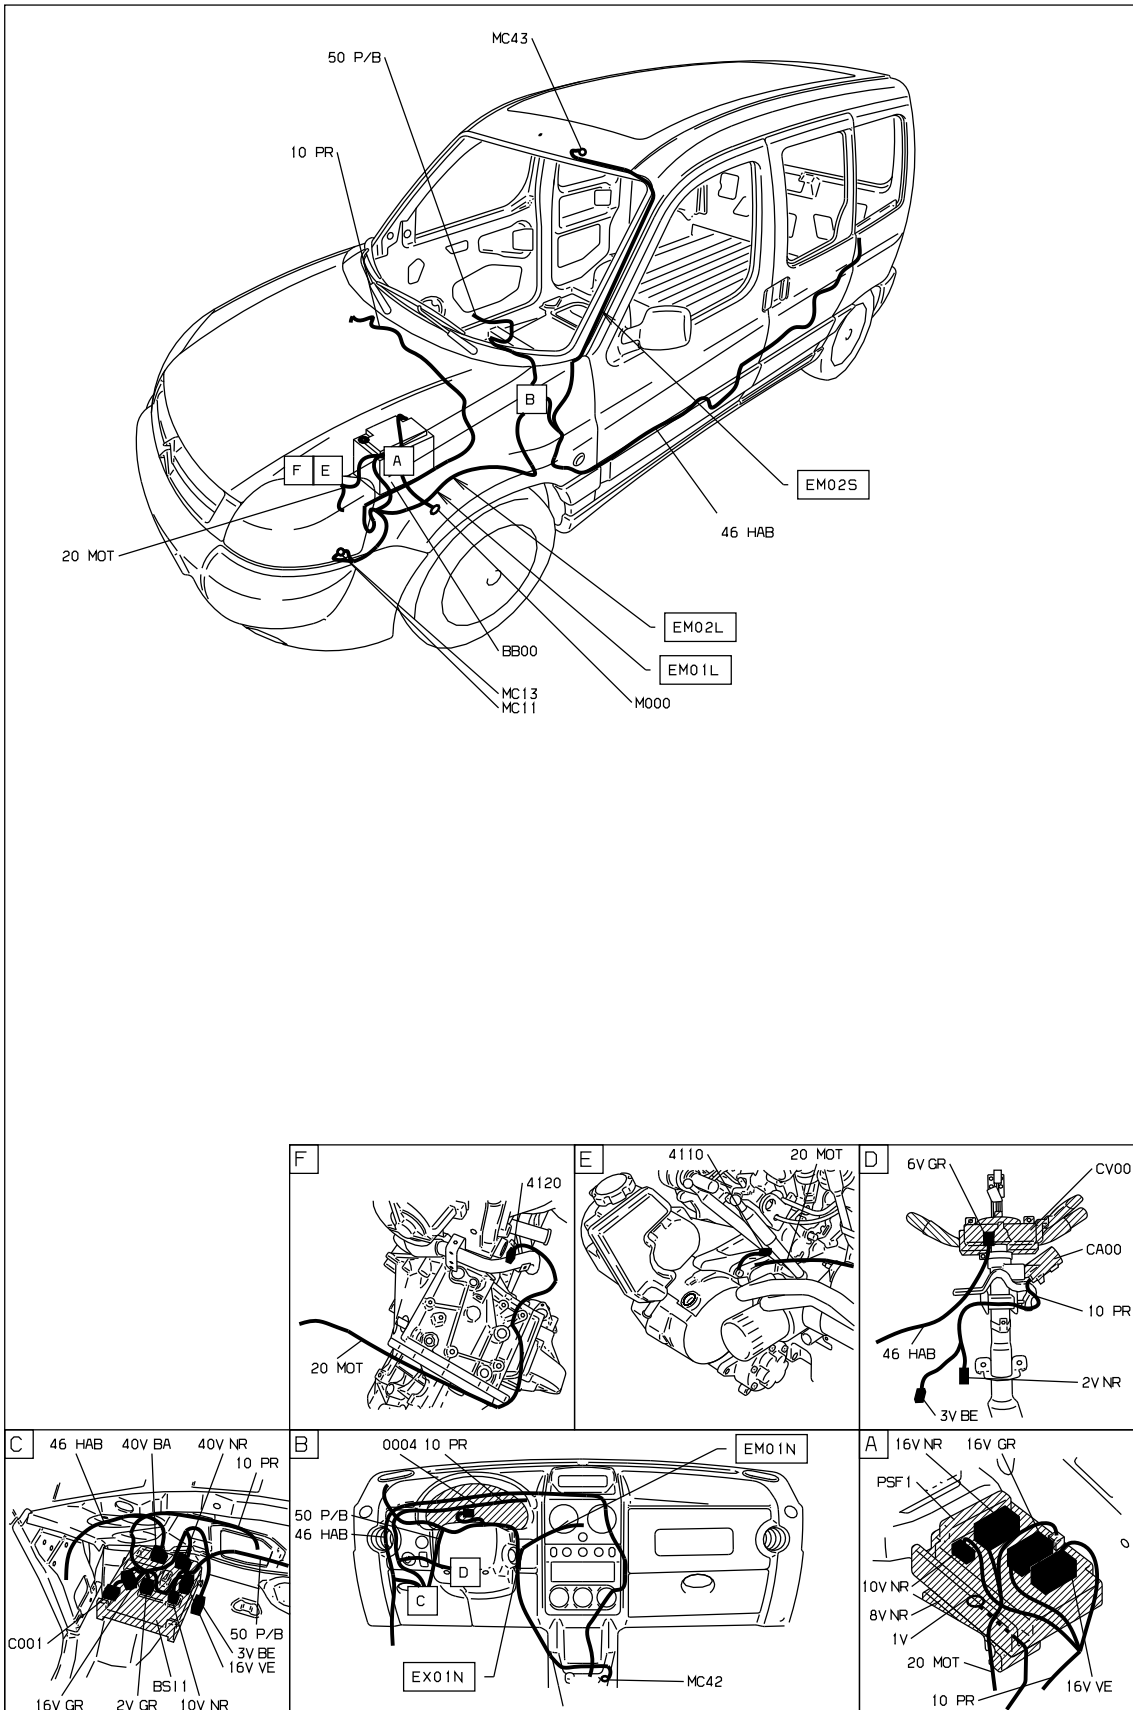 MC43
50 P/B
10 PR
B
F E
A
EM02S
46 HAB
20 MOT
EM02L
BB00
EM01L
MC13
MC11
M000
F
4120
20 MOT
E
4110
20 MOT
D
6V GR
CV00
CA00
10 PR
46 HAB
2V NR
3V BE
C
46 HAB
40V BA
40V NR
10 PR
C001
50 P/B
3V BE
16V VE
BSI1
16V GR
2V GR
10V NR
B
0004
10 PR
EM01N
50 P/B
46 HAB
D
C
EX01N
MC42
A
16V NR
16V GR
PSF1
10V NR
8V NR
1V
20 MOT
10 PR
16V VE